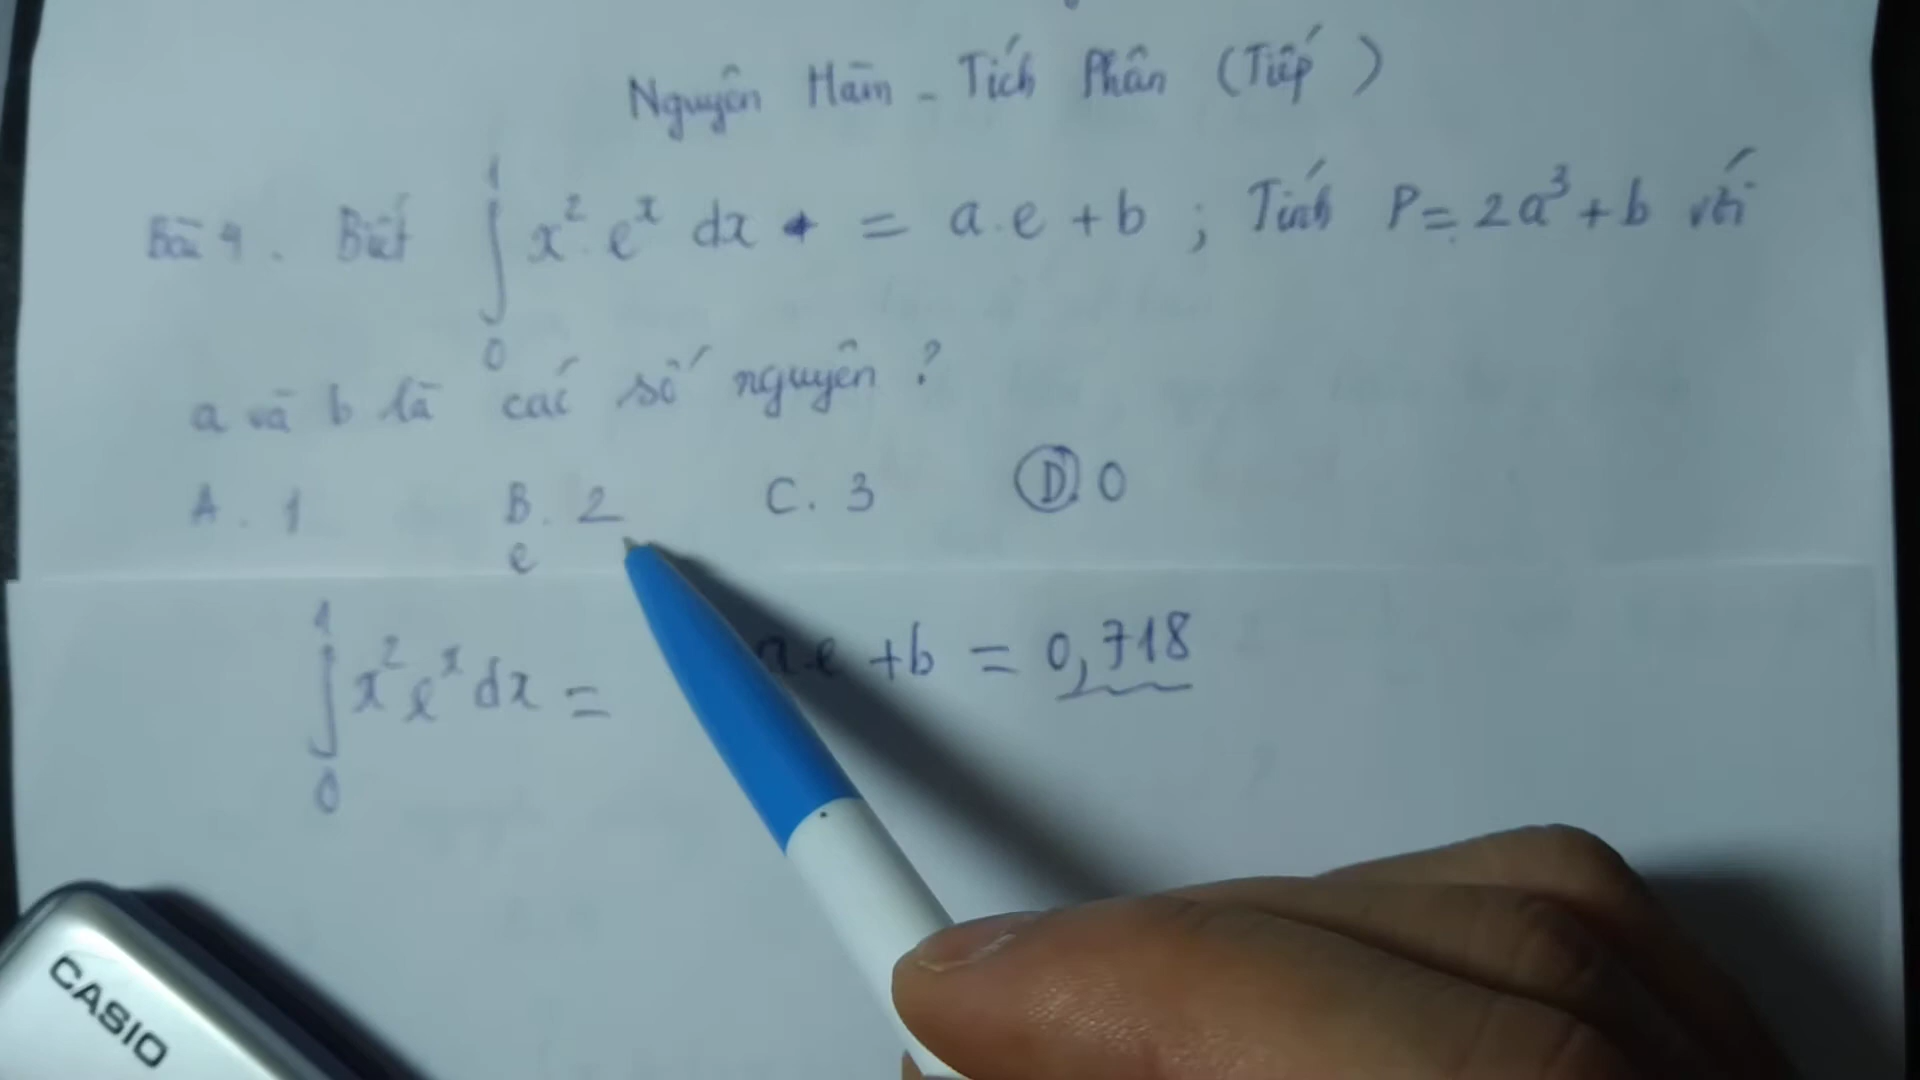 Nguyên Hàm - Tích Phân (Tiếp)
Bài 4. Biết ∫₀¹ x².eˣ dx = a.e + b ; Tính P = 2a³ + b với
a và b là các số nguyên ?
A. 1 B. 2 C. 3 D. 0
e
∫₀¹ x² eˣ dx = a.e + b = 0,718
CASIO